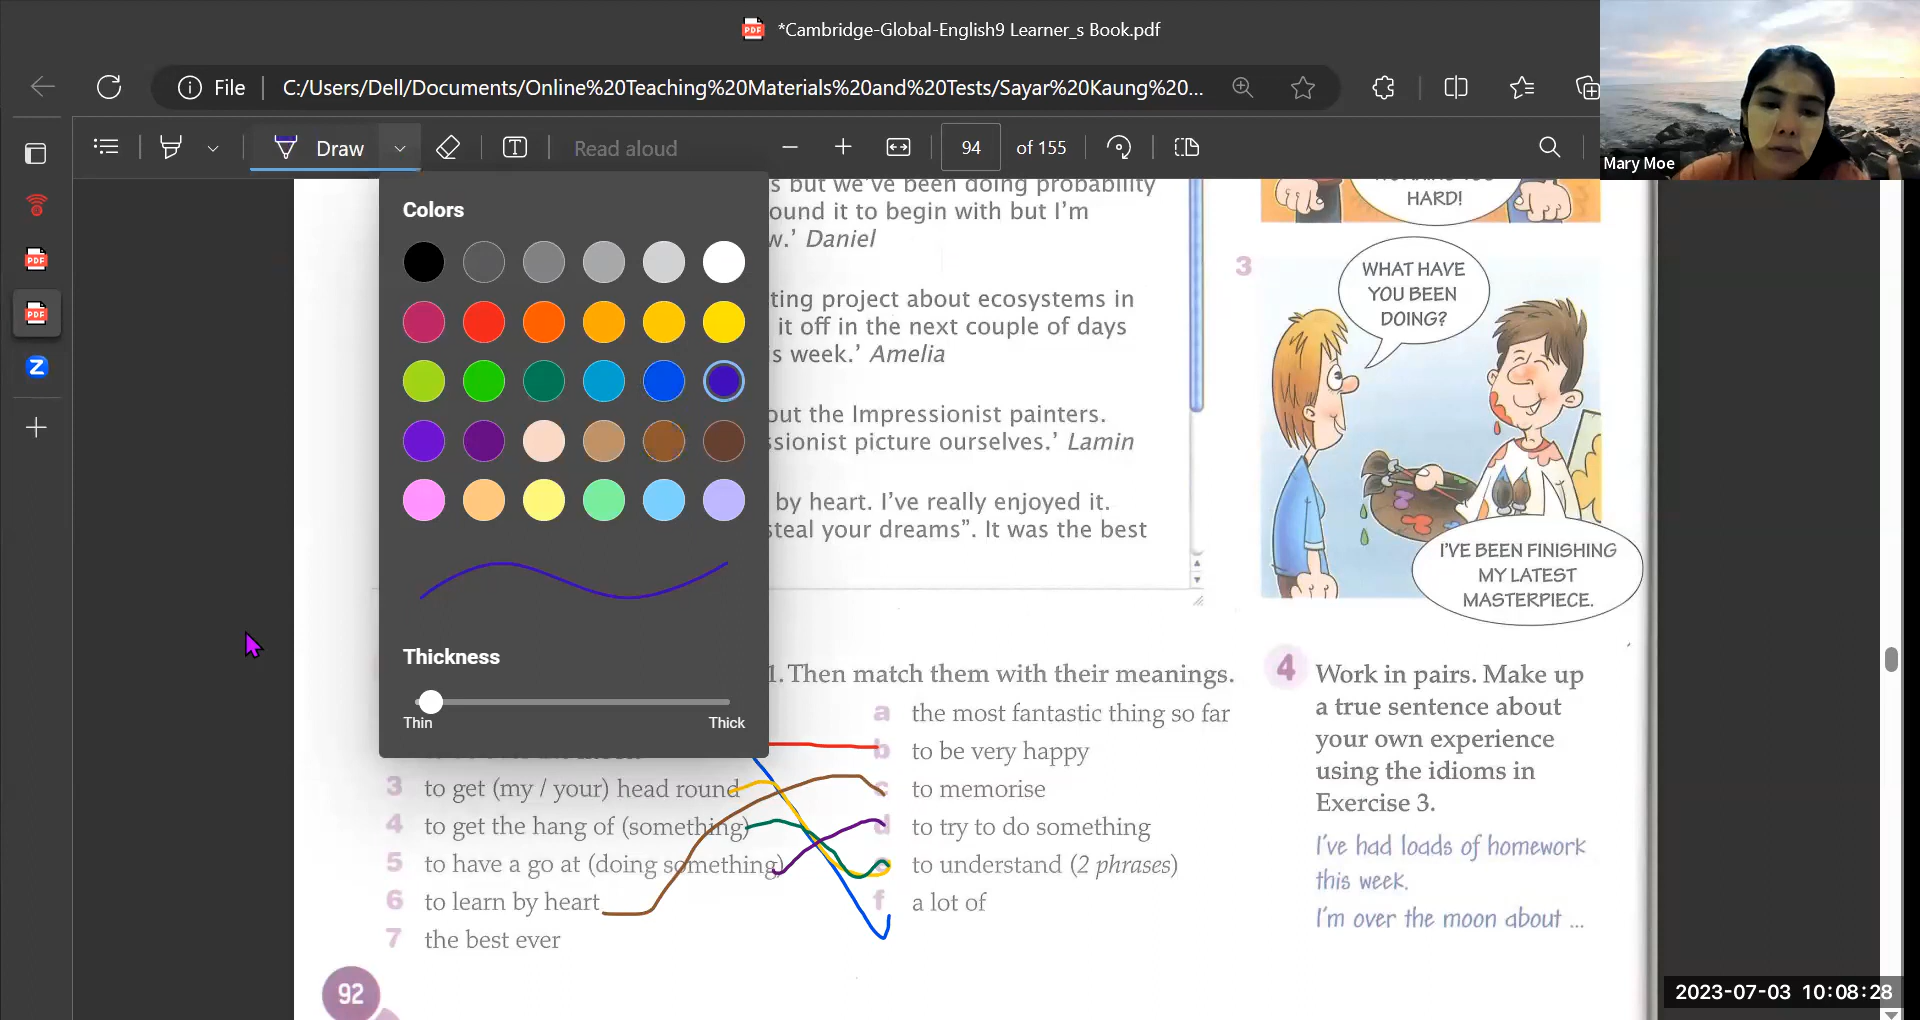 *Cambridge-Global-English9 Learner_s Book.pdf
File
C:/Users/Dell/Documents/Online%20Teaching%20Materials%20and%20Tests/Sayar%20Kaung%20...
Draw
Read aloud
94 of 155
Mary Moe
Colors
Thickness
Thin
Thick
s but we've been doing probability
ound it to begin with but I'm
w.' Daniel
ting project about ecosystems in
it off in the next couple of days
s week.' Amelia
out the Impressionist painters.
ssionist picture ourselves.' Lamin
by heart. I've really enjoyed it.
steal your dreams". It was the best
HARD!
3
WHAT HAVE
YOU BEEN
DOING?
I'VE BEEN FINISHING
MY LATEST
MASTERPIECE.
1. Then match them with their meanings.
3 to get (my / your) head round
4 to get the hang of (something)
5 to have a go at (doing something)
6 to learn by heart
7 the best ever
a the most fantastic thing so far
b to be very happy
c to memorise
d to try to do something
e to understand (2 phrases)
f a lot of
4 Work in pairs. Make up
a true sentence about
your own experience
using the idioms in
Exercise 3.
I've had loads of homework
this week.
I'm over the moon about ...
92
2023-07-03 10:08:28